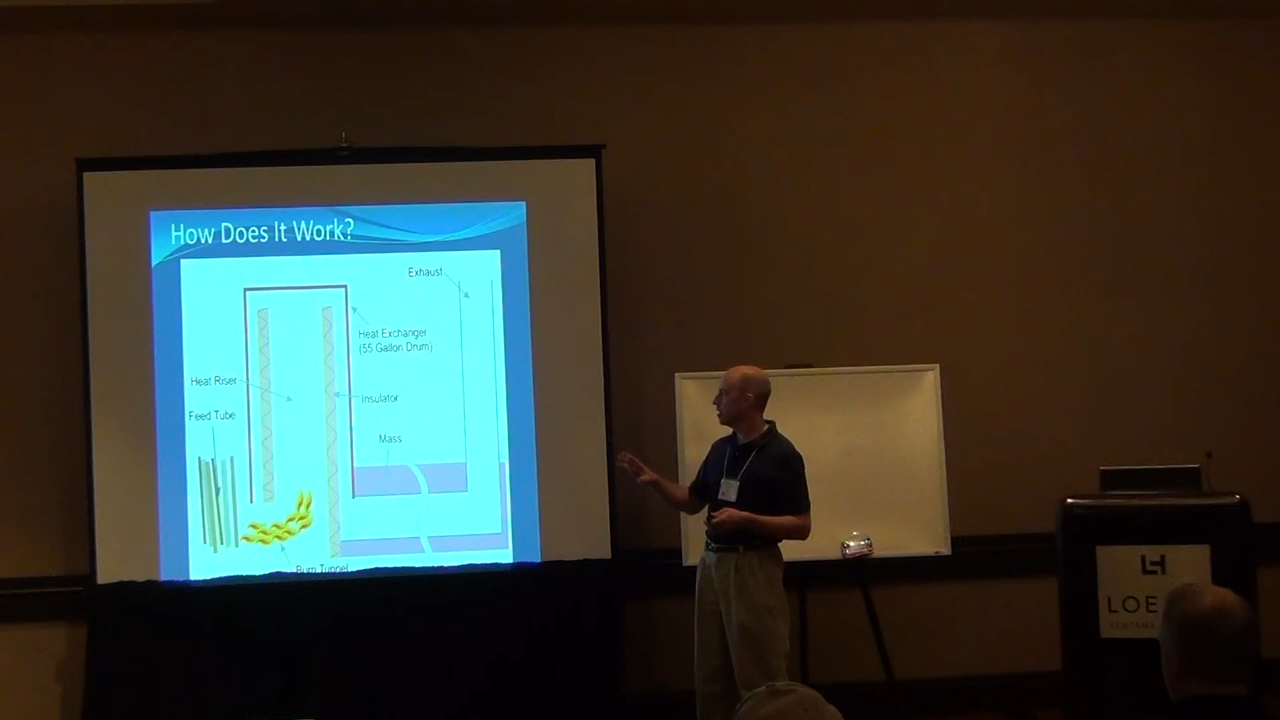 How Does It Work?
Exhaust
Heat Exchanger
(55 Gallon Drum)
Heat Riser
Insulator
Feed Tube
Mass
Burn Tunnel
LOE